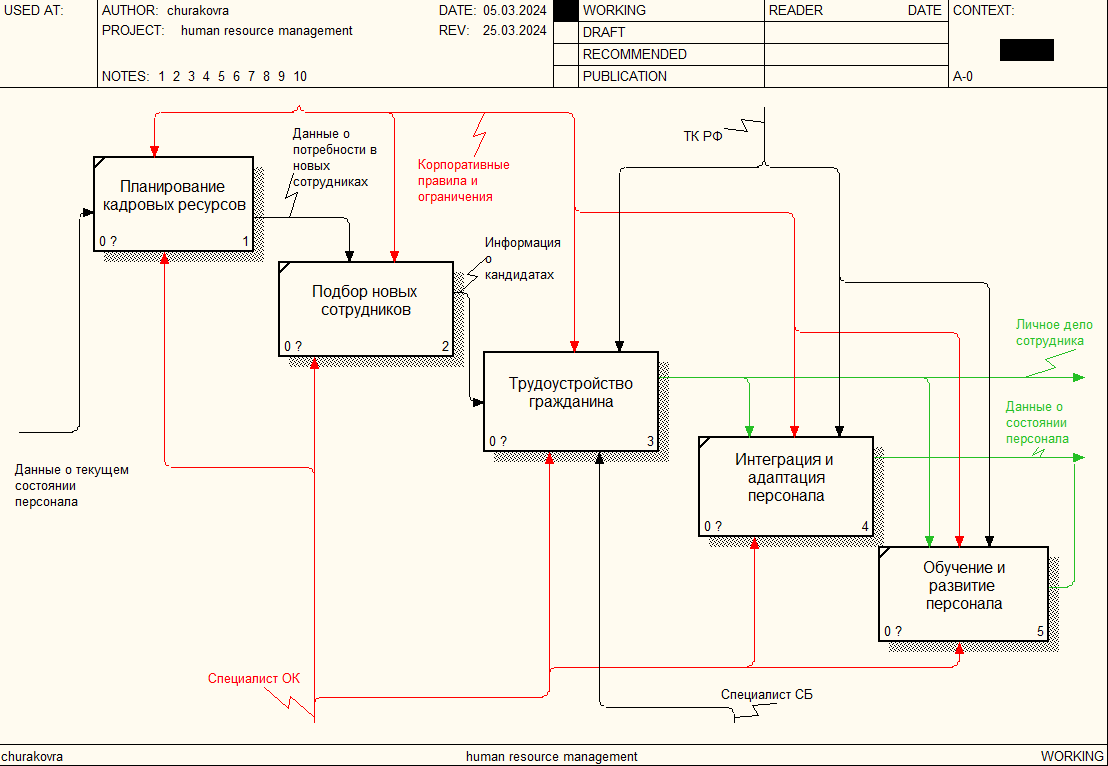 USED AT:
AUTHOR: churakovra
DATE: 05.03.2024
PROJECT: human resource management
REV: 25.03.2024
NOTES: 1 2 3 4 5 6 7 8 9 10
WORKING
DRAFT
RECOMMENDED
PUBLICATION
READER
DATE
CONTEXT:
A-0
Планирование
кадровых ресурсов
0 ?
1
Данные о
потребности в
новых
сотрудниках
Корпоративные
правила и
ограничения
ТК РФ
Подбор новых
сотрудников
0 ?
2
Информация
о
кандидатах
Трудоустройство
гражданина
0 ?
3
Личное дело
сотрудника
Данные о
состоянии
персонала
Интеграция и
адаптация
персонала
0 ?
4
Данные о текущем
состоянии
персонала
Обучение и
развитие
персонала
0 ?
5
Специалист ОК
Специалист СБ
churakovra
human resource management
WORKING